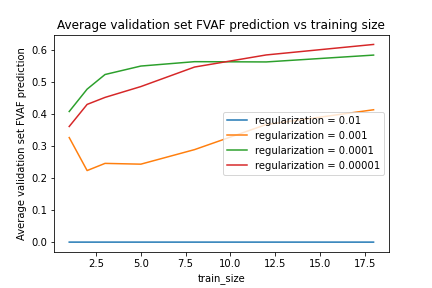 Average validation set FVAF prediction vs training size
Average validation set FVAF prediction
0.6
0.5
0.4
0.3
0.2
0.1
0.0
regularization = 0.01
regularization = 0.001
regularization = 0.0001
regularization = 0.00001
2.5 5.0 7.5 10.0 12.5 15.0 17.5
train_size